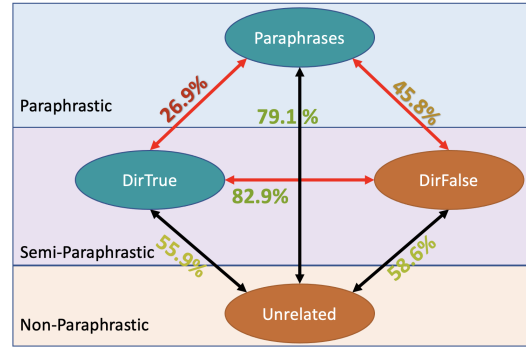 Paraphrases
26.9%
45.8%
79.1%
Paraphrastic
DirTrue
DirFalse
82.9%
Semi-Paraphrastic
55.9%
58.6%
Unrelated
Non-Paraphrastic